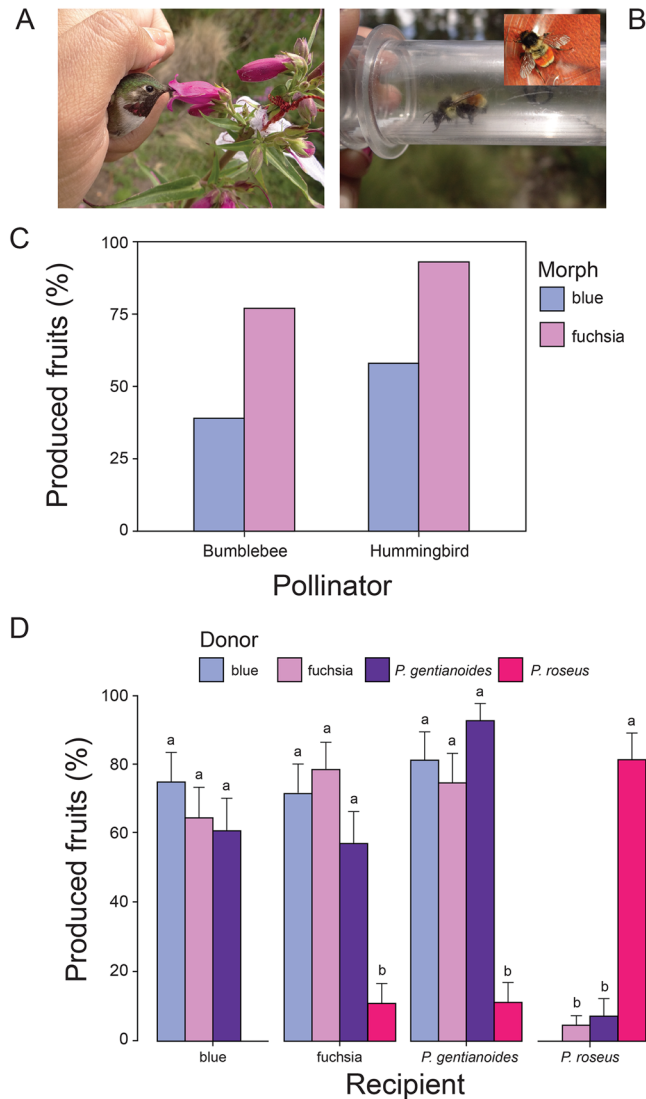 A
B
C
Produced fruits (%)
100
75
50
25
0
Bumblebee
Hummingbird
Pollinator
Morph
blue
fuchsia
D
Donor
blue
fuchsia
P. gentianoides
P. roseus
Produced fruits (%)
100
80
60
40
20
0
a
a
a
a
a
a
b
a
a
a
b
b
b
a
blue
fuchsia
P. gentianoides
P. roseus
Recipient